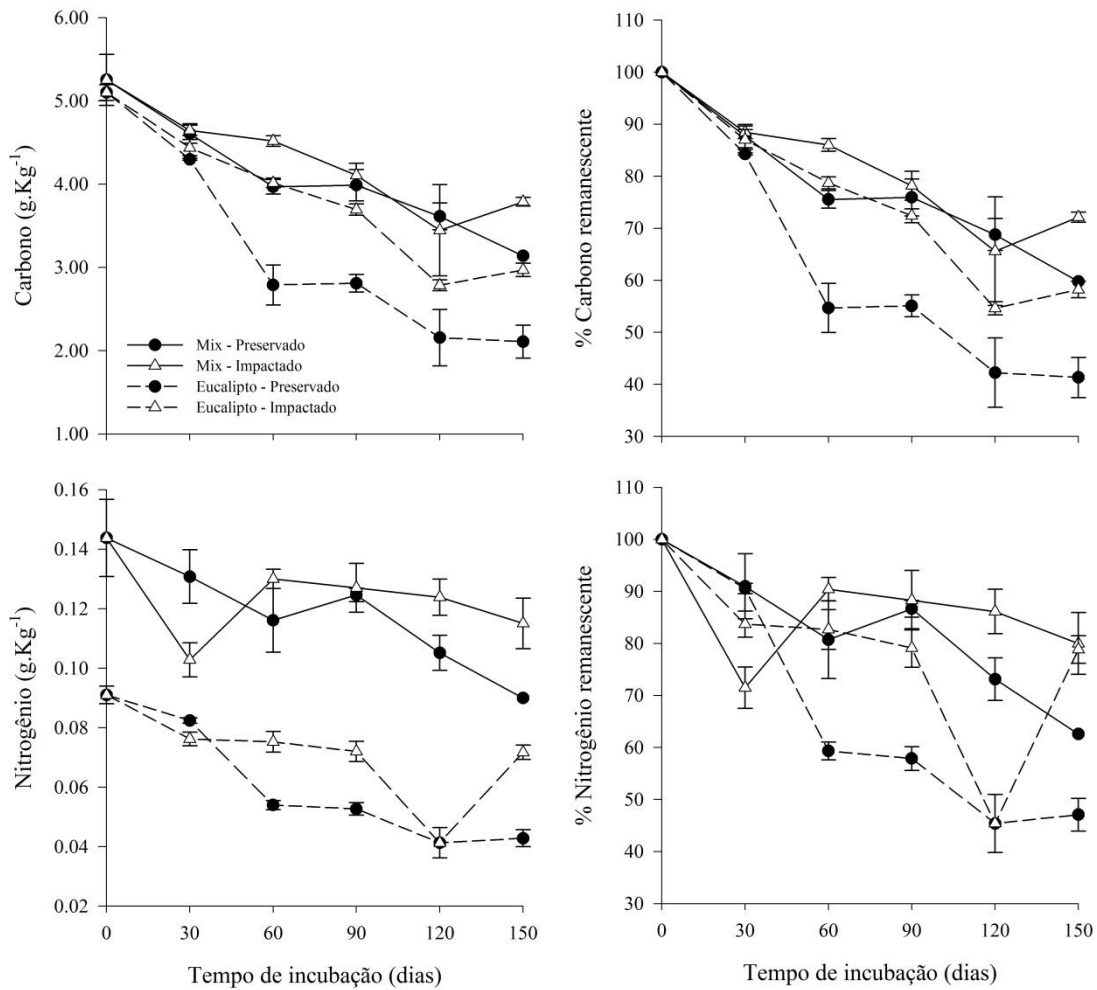 6.00
5.00
4.00
3.00
2.00
1.00
Carbono (g.Kg⁻¹)
Mix - Preservado
Mix - Impactado
Eucalipto - Preservado
Eucalipto - Impactado
110
100
90
80
70
60
50
40
30
% Carbono remanescente
0.16
0.14
0.12
0.10
0.08
0.06
0.04
0.02
Nitrogênio (g.Kg⁻¹)
0 30 60 90 120 150
Tempo de incubação (dias)
110
100
90
80
70
60
50
40
30
% Nitrogênio remanescente
0 30 60 90 120 150
Tempo de incubação (dias)